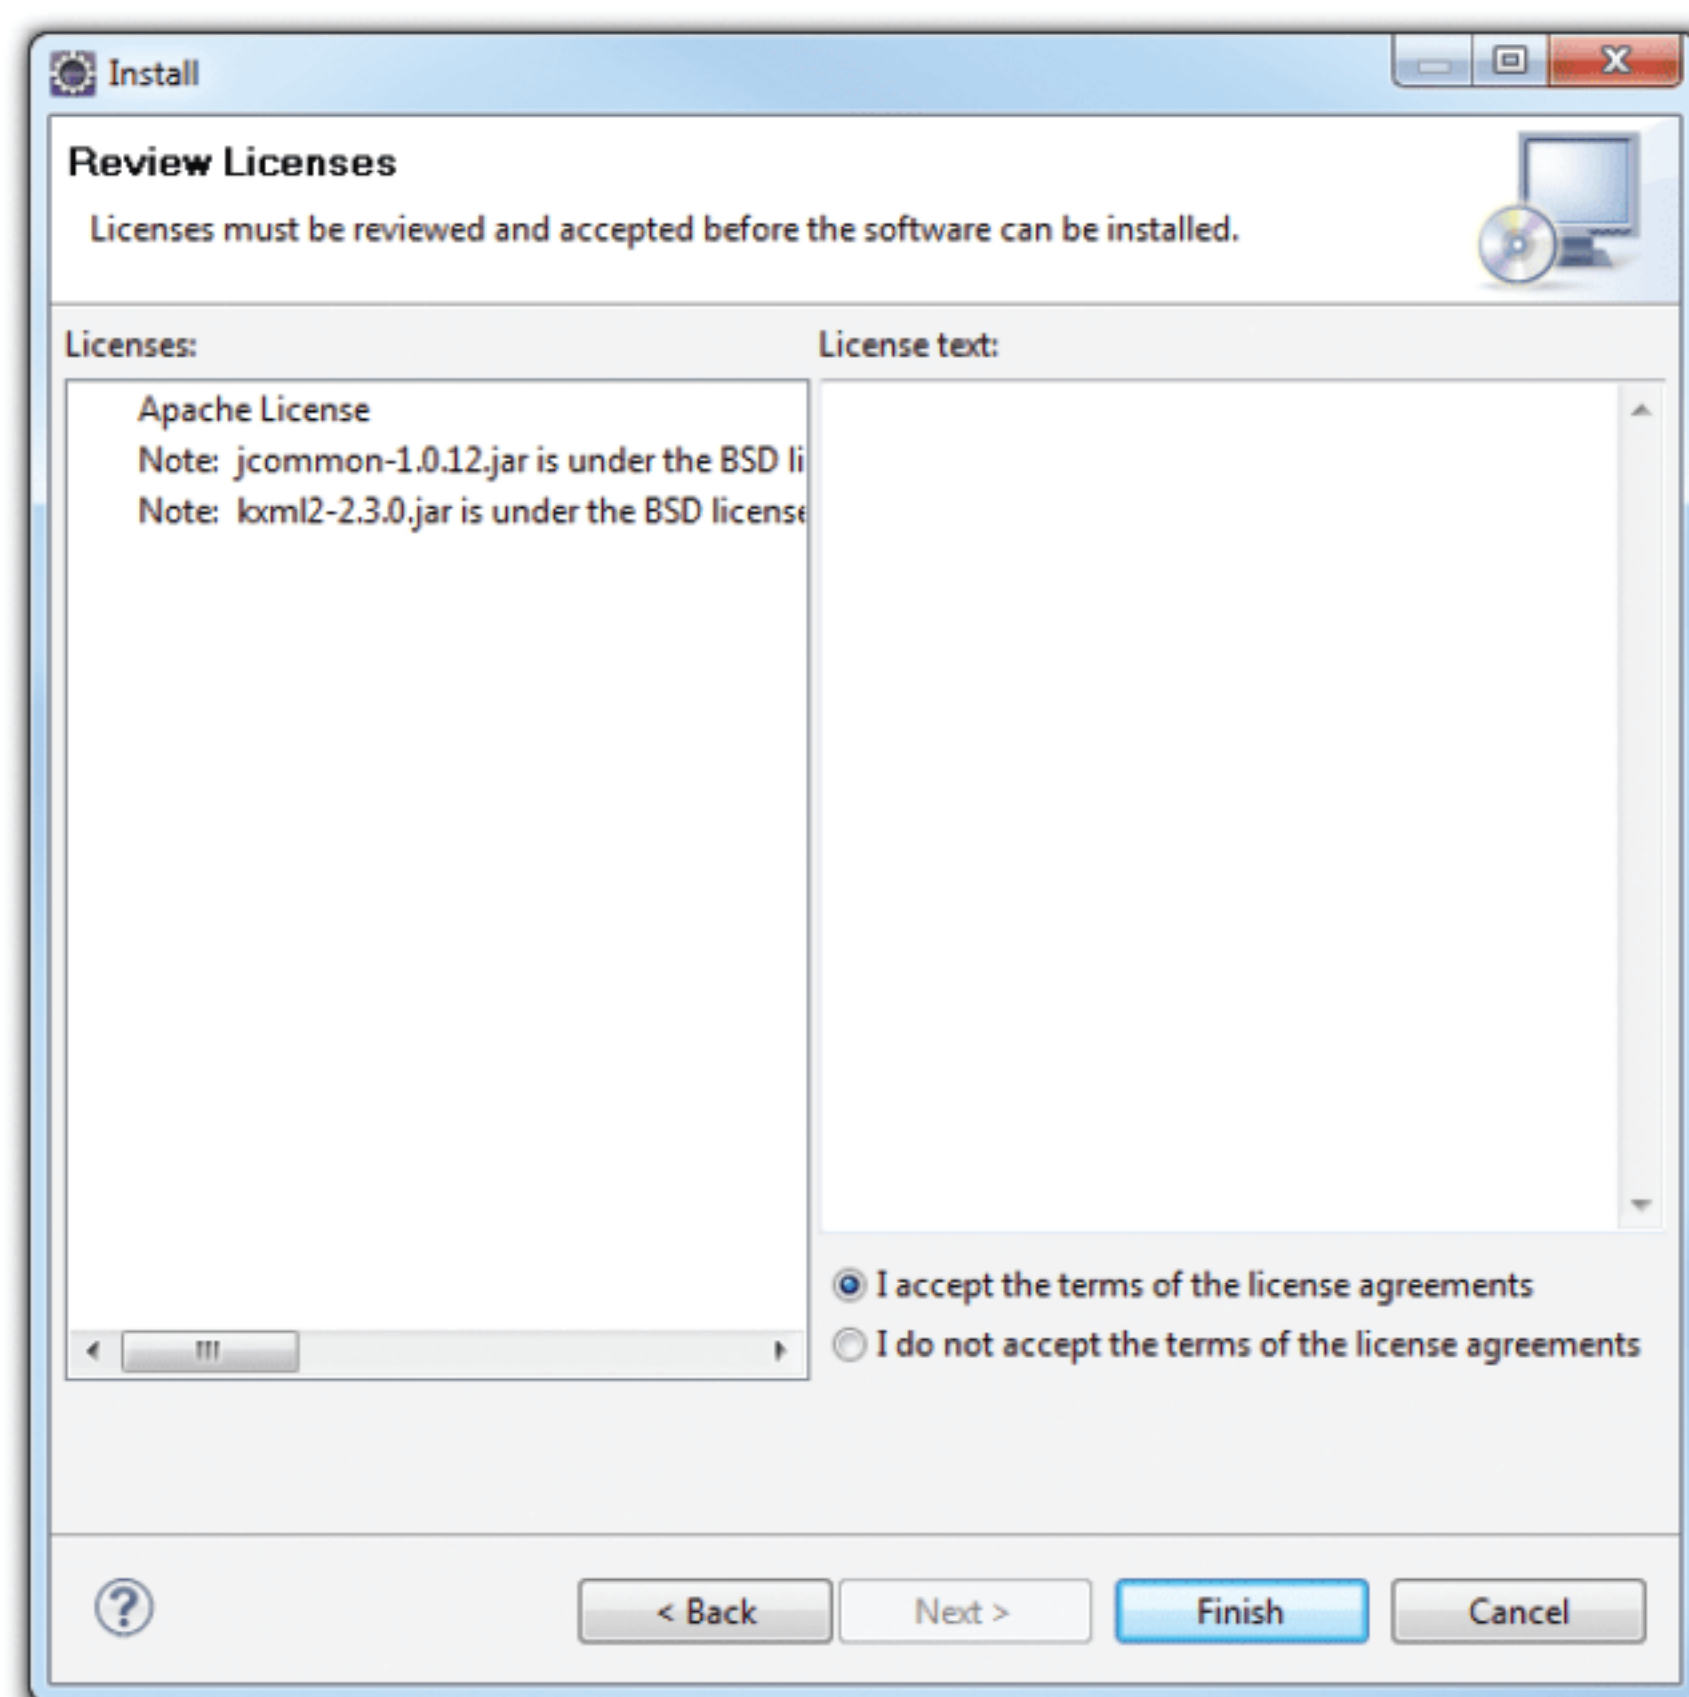 Install
Review Licenses
Licenses must be reviewed and accepted before the software can be installed.
Licenses:
License text:
Apache License
Note: jcommon-1.0.12.jar is under the BSD li
Note: kxml2-2.3.0.jar is under the BSD license
I accept the terms of the license agreements
I do not accept the terms of the license agreements
< Back
Next >
Finish
Cancel